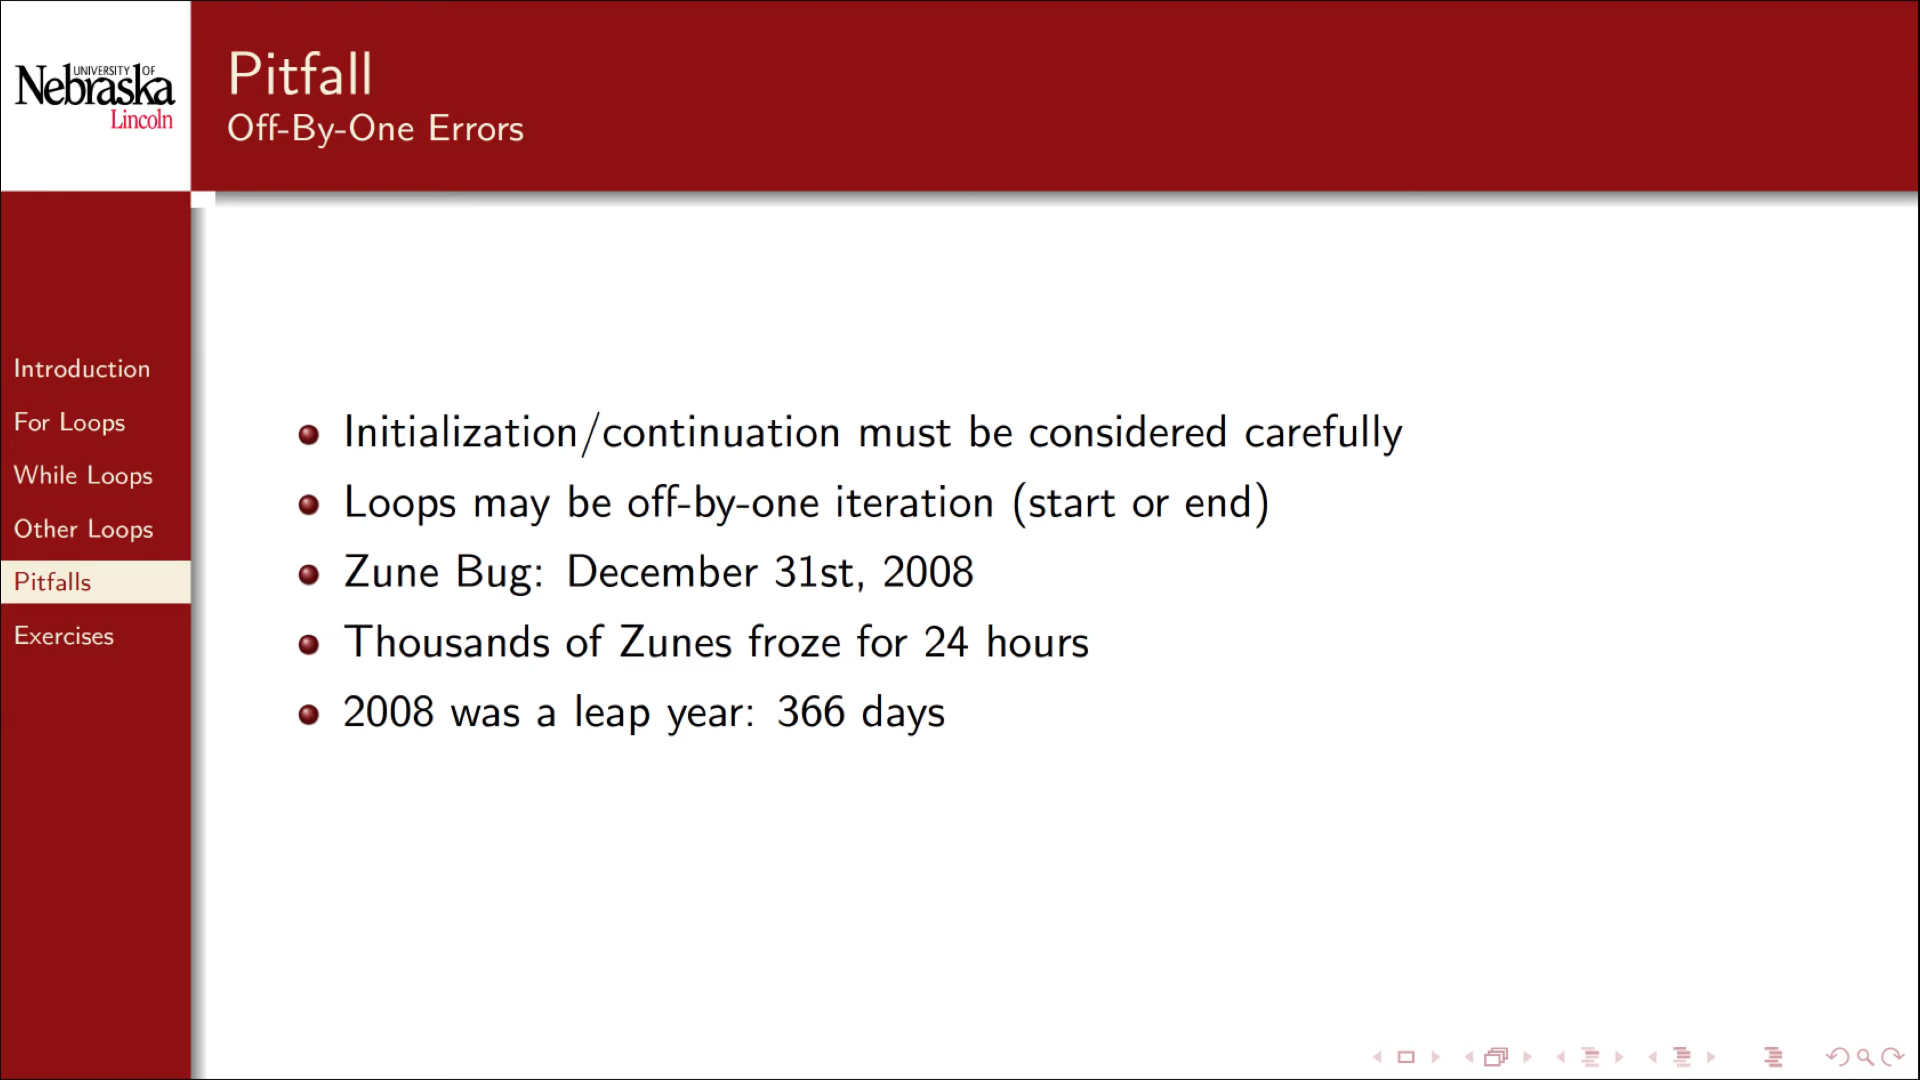 UNIVERSITY OF
Nebraska
Lincoln
Pitfall
Off-By-One Errors
Introduction
For Loops
While Loops
Other Loops
Pitfalls
Exercises
Initialization/continuation must be considered carefully
Loops may be off-by-one iteration (start or end)
Zune Bug: December 31st, 2008
Thousands of Zunes froze for 24 hours
2008 was a leap year: 366 days